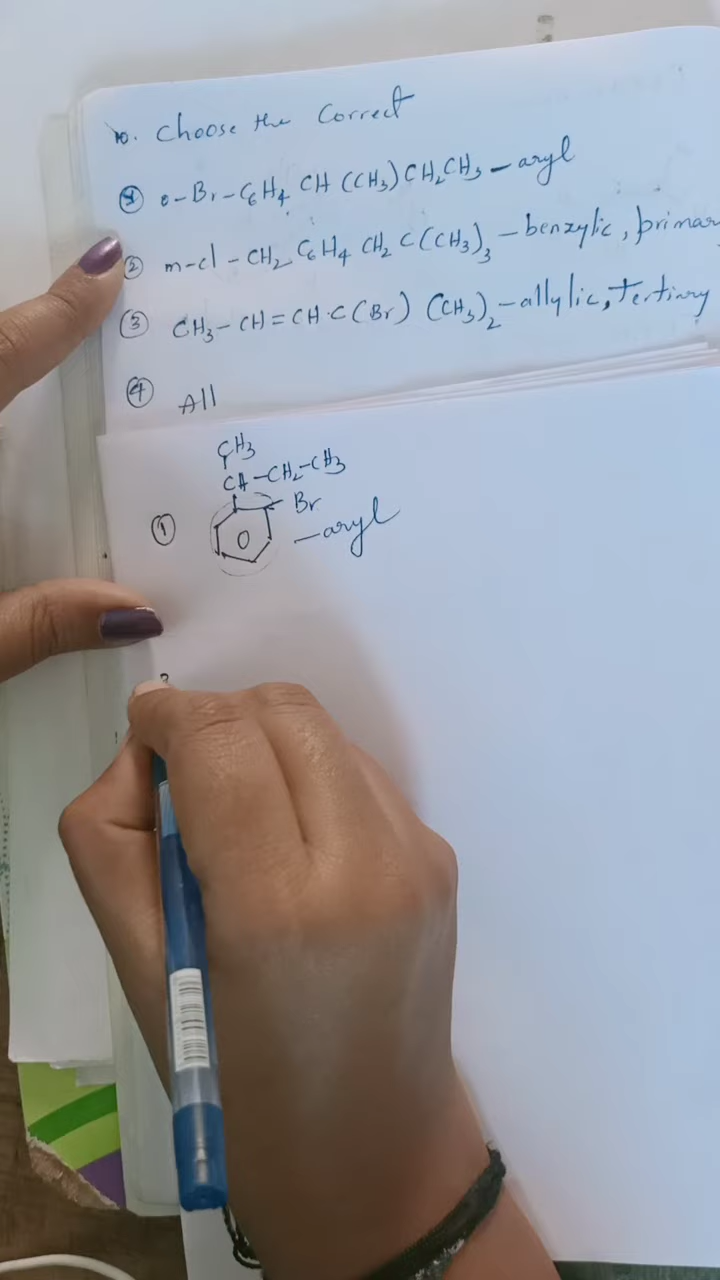 10. Choose the Correct
① o-Br-C₆H₄ CH (CH₃) CH₂CH₃ - aryl
② m-cl-CH₂ C₆H₄ CH₂ C(CH₃)₃ - benzylic, primary
③ CH₃-CH=CH·C(Br) (CH₃)₂ - allylic, Tertiary
④ All
CH₃
CH-CH₂-CH₃
Br
① - aryl